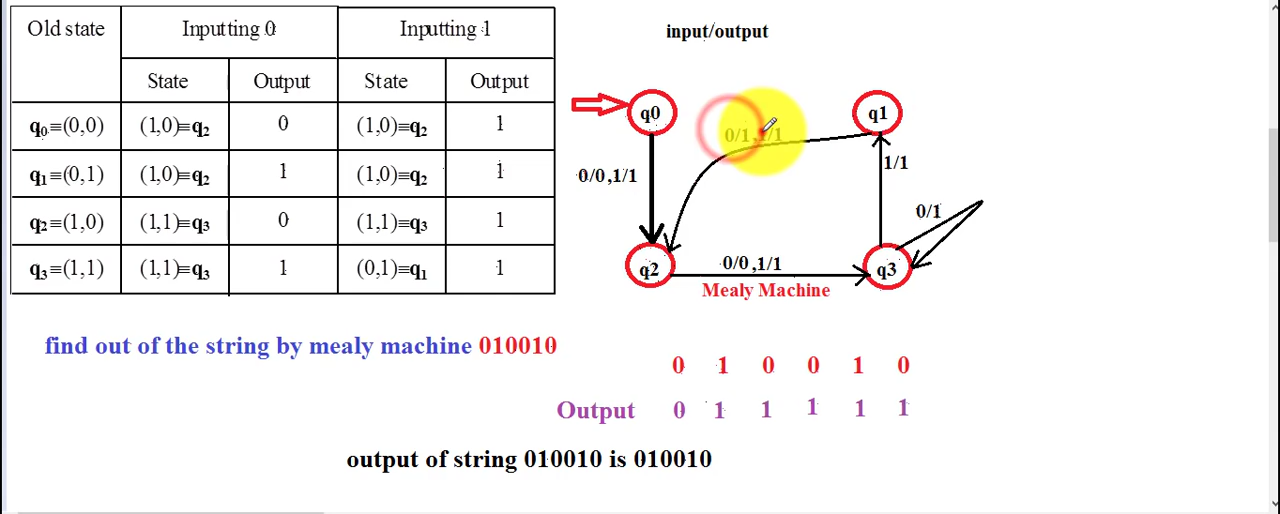 Old state Inputting 0 Inputting 1
State Output State Output
q₀≡(0,0) (1,0)≡q₂ 0 (1,0)≡q₂ 1
q₁≡(0,1) (1,0)≡q₂ 1 (1,0)≡q₂ 1
q₂≡(1,0) (1,1)≡q₃ 0 (1,1)≡q₃ 1
q₃≡(1,1) (1,1)≡q₃ 1 (0,1)≡q₁ 1
input/output
q0 q1
0/1,1/1
0/0,1/1
1/1
0/1
q2 0/0,1/1 q3
Mealy Machine
find out of the string by mealy machine 010010
0 1 0 0 1 0
Output 0 1 1 1 1 1
output of string 010010 is 010010